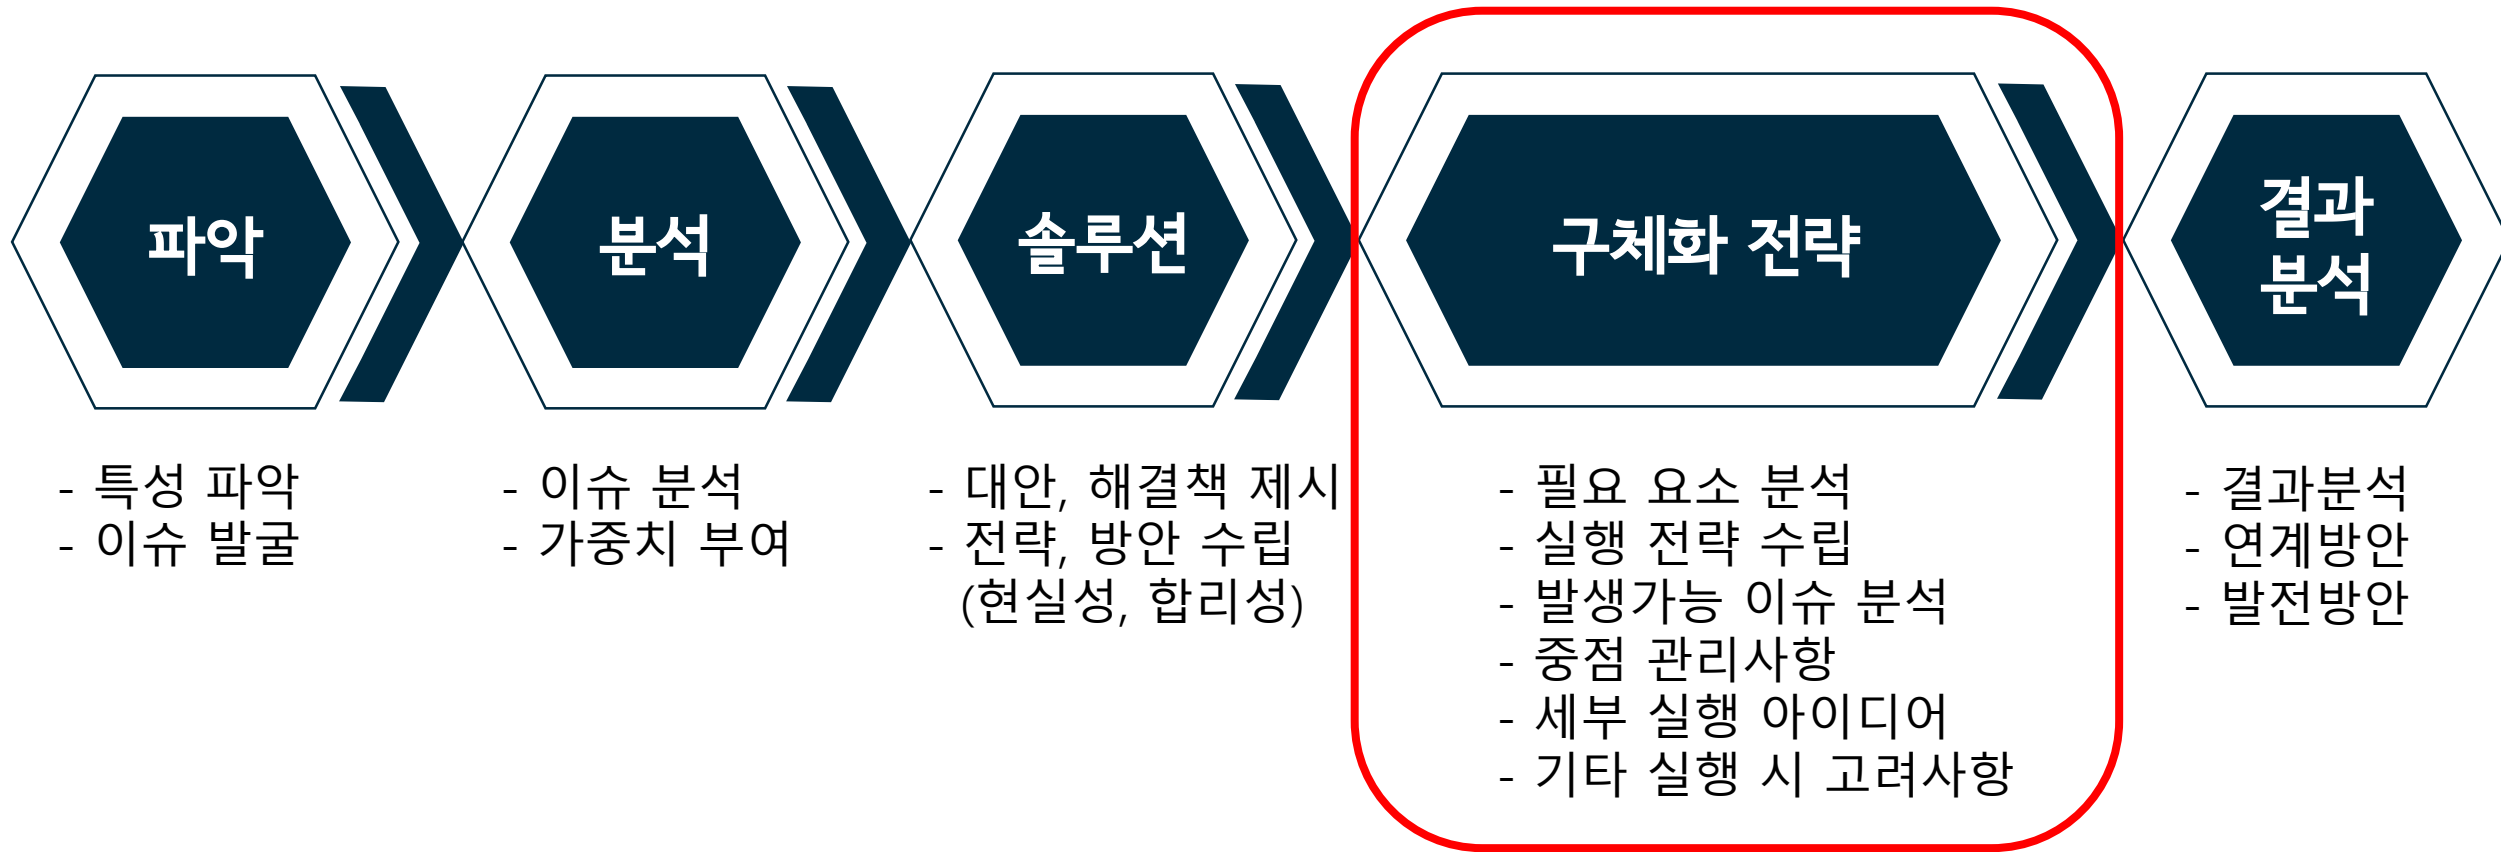 파악
분석
솔루션
구체화 전략
결과
분석
- 특성 파악
- 이슈 발굴
- 이슈 분석
- 가중치 부여
- 대안, 해결책 제시
- 전략, 방안 수립
(현실성, 합리성)
- 필요 요소 분석
- 실행 전략 수립
- 발생가능 이슈 분석
- 중점 관리사항
- 세부 실행 아이디어
- 기타 실행 시 고려사항
- 결과분석
- 연계방안
- 발전방안